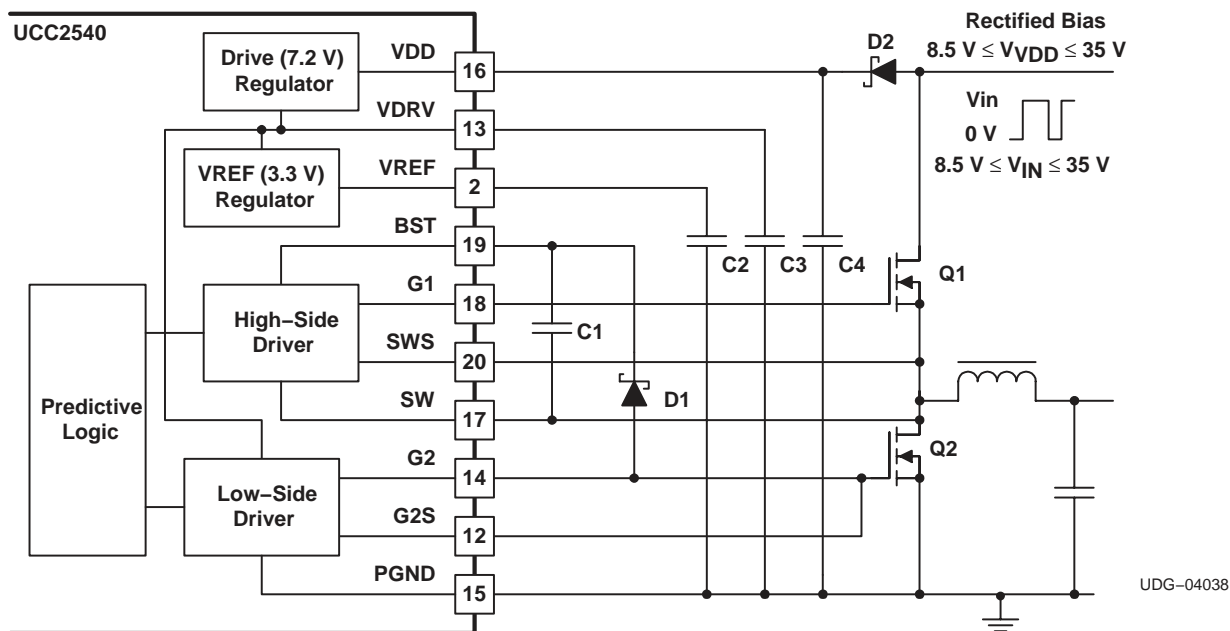 UCC2540
Drive (7.2 V)
Regulator
VREF (3.3 V)
Regulator
VDD
16
VDRV
13
VREF
2
BST
19
G1
18
SWS
20
SW
17
G2
14
G2S
12
PGND
15
Predictive
Logic
High−Side
Driver
Low−Side
Driver
C1
D1
C2
C3
C4
D2
Q1
Q2
Rectified Bias
8.5 V ≤ VVDD ≤ 35 V
Vin
0 V
8.5 V ≤ VIN ≤ 35 V
UDG−04038